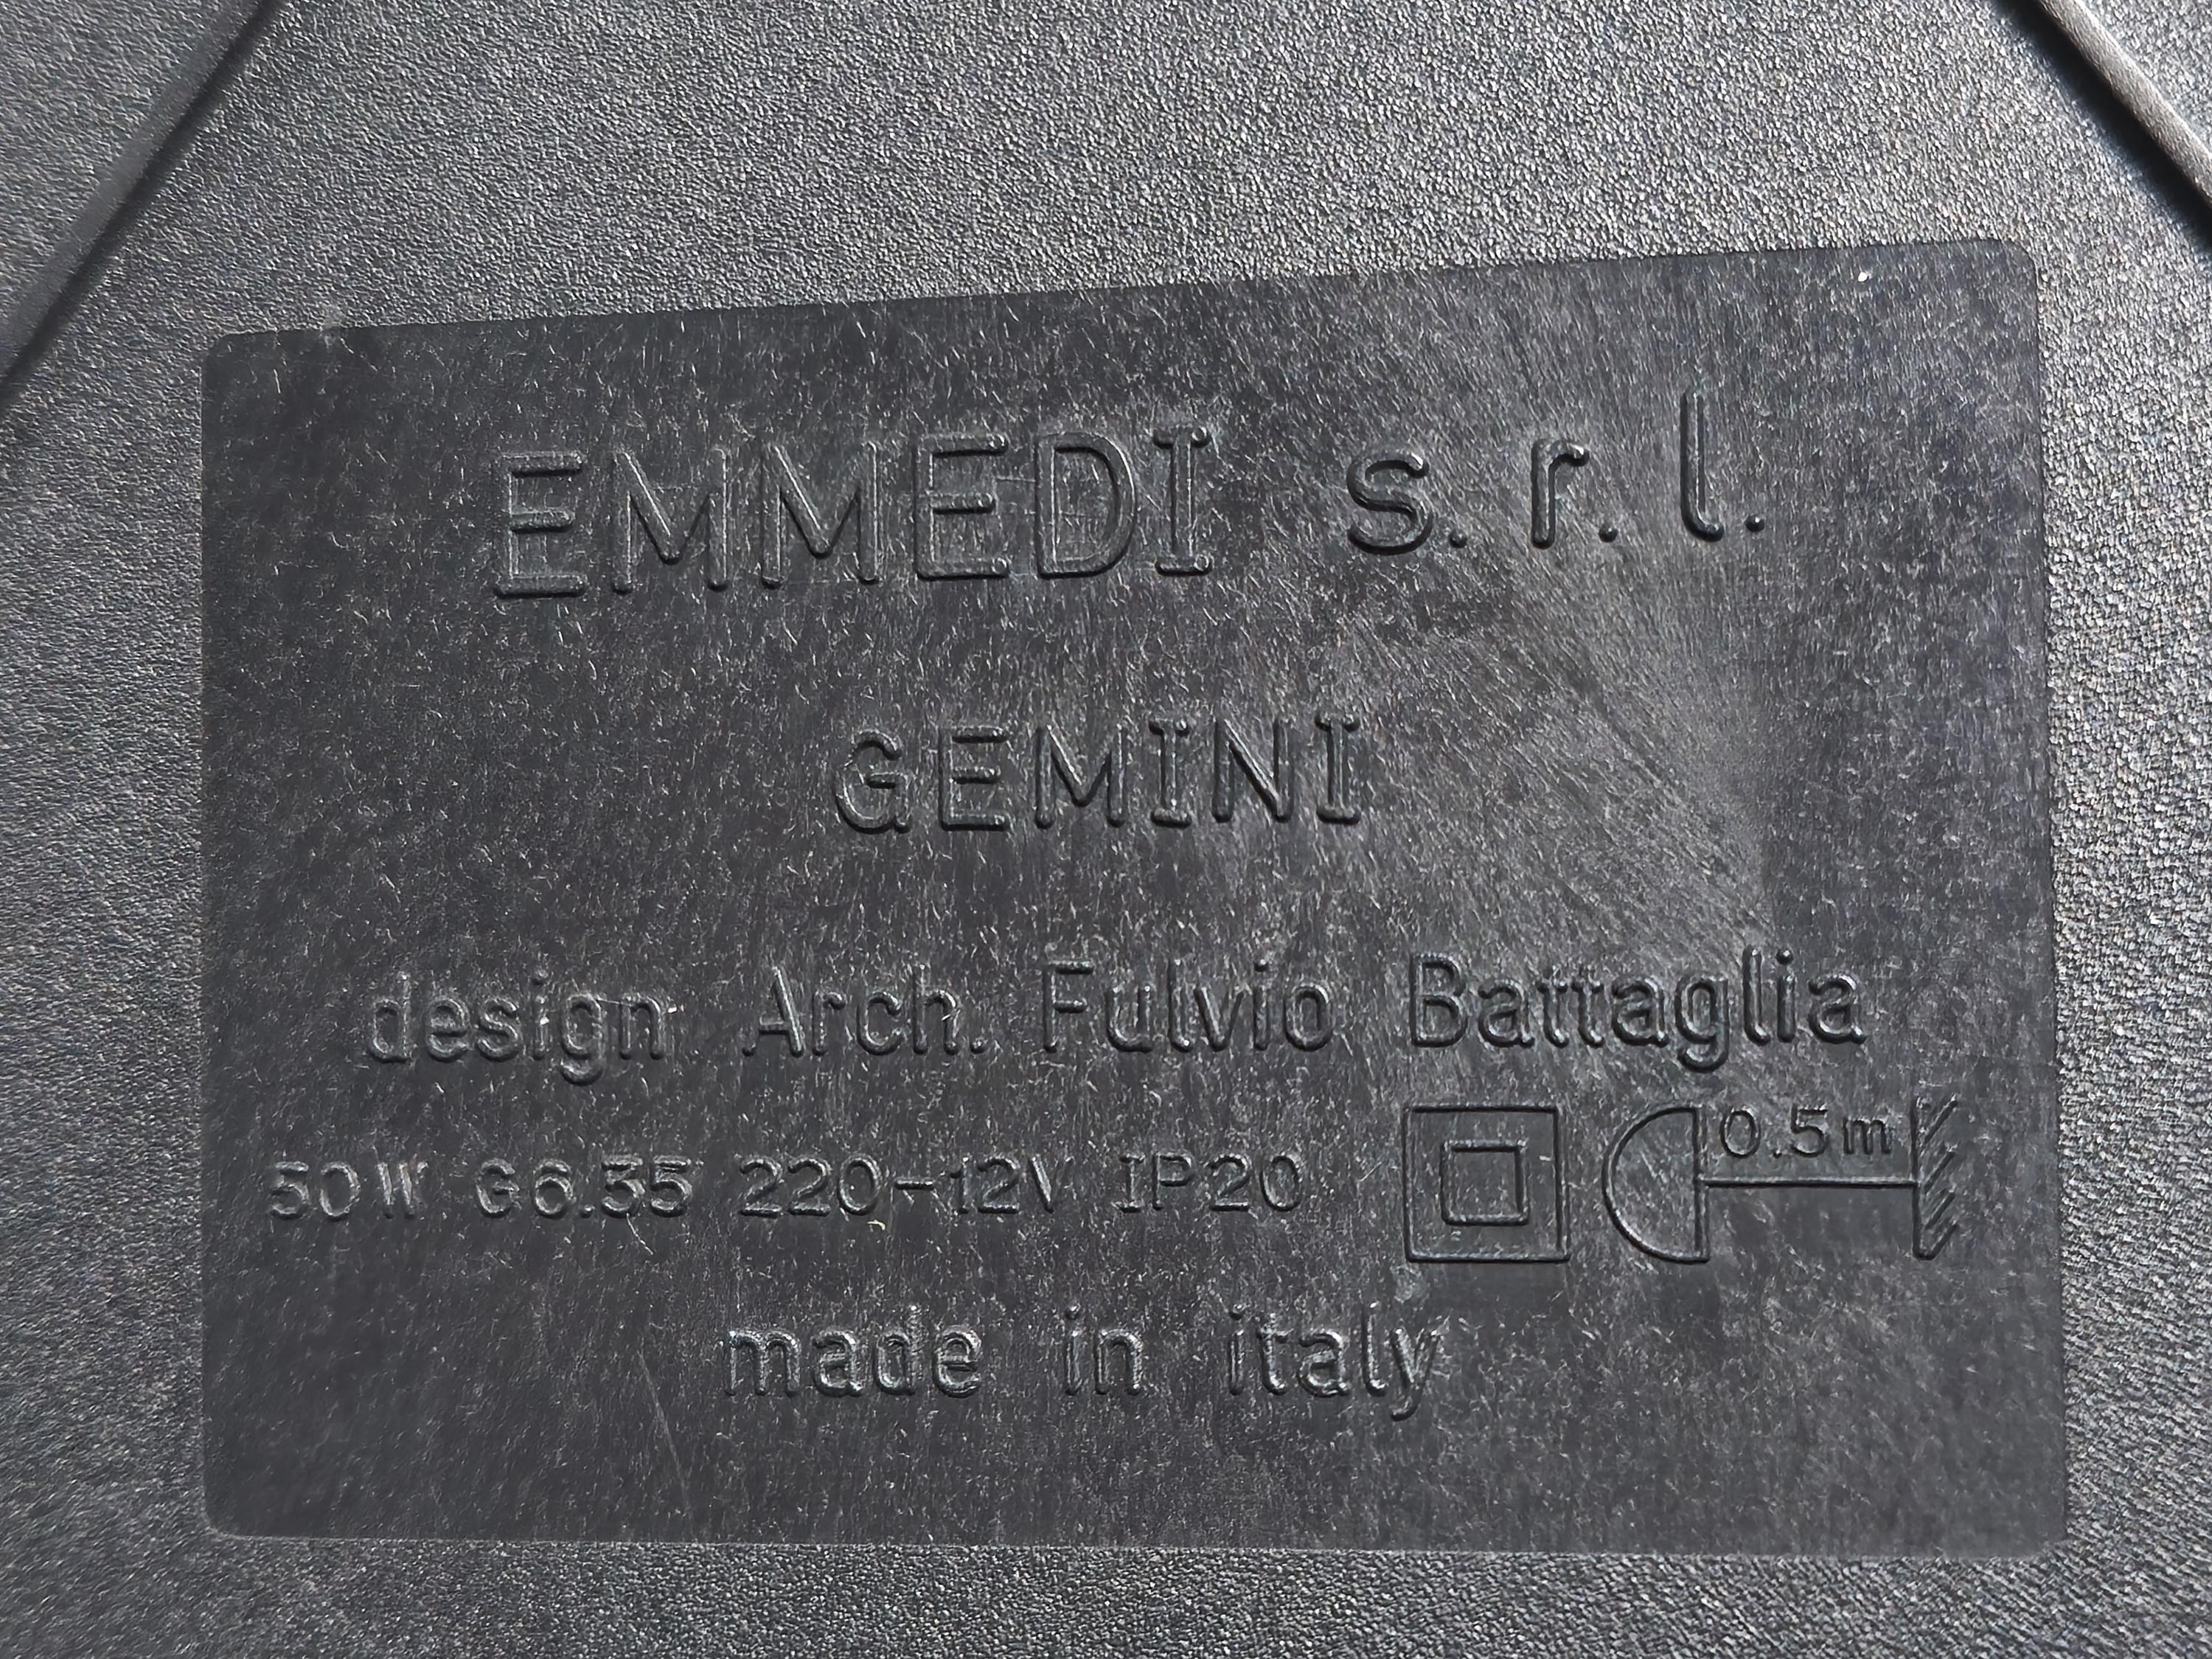 EMMEDI s.r.l.
GEMINI
design Arch. Fulvio Battaglia
50W G6.35 220-12V IP20 0.5m
made in italy